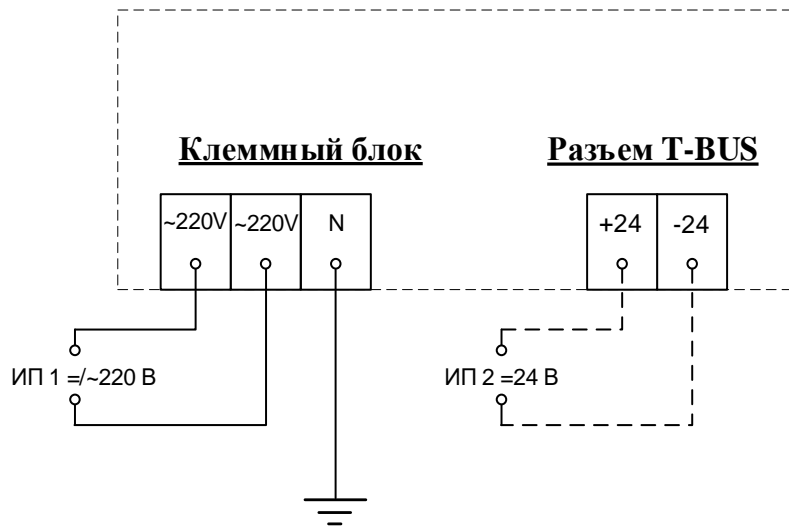 Клеммный блок
Разъем T-BUS
~220V ~220V N
+24 -24
ИП 1 =/~220 В
ИП 2 =24 В